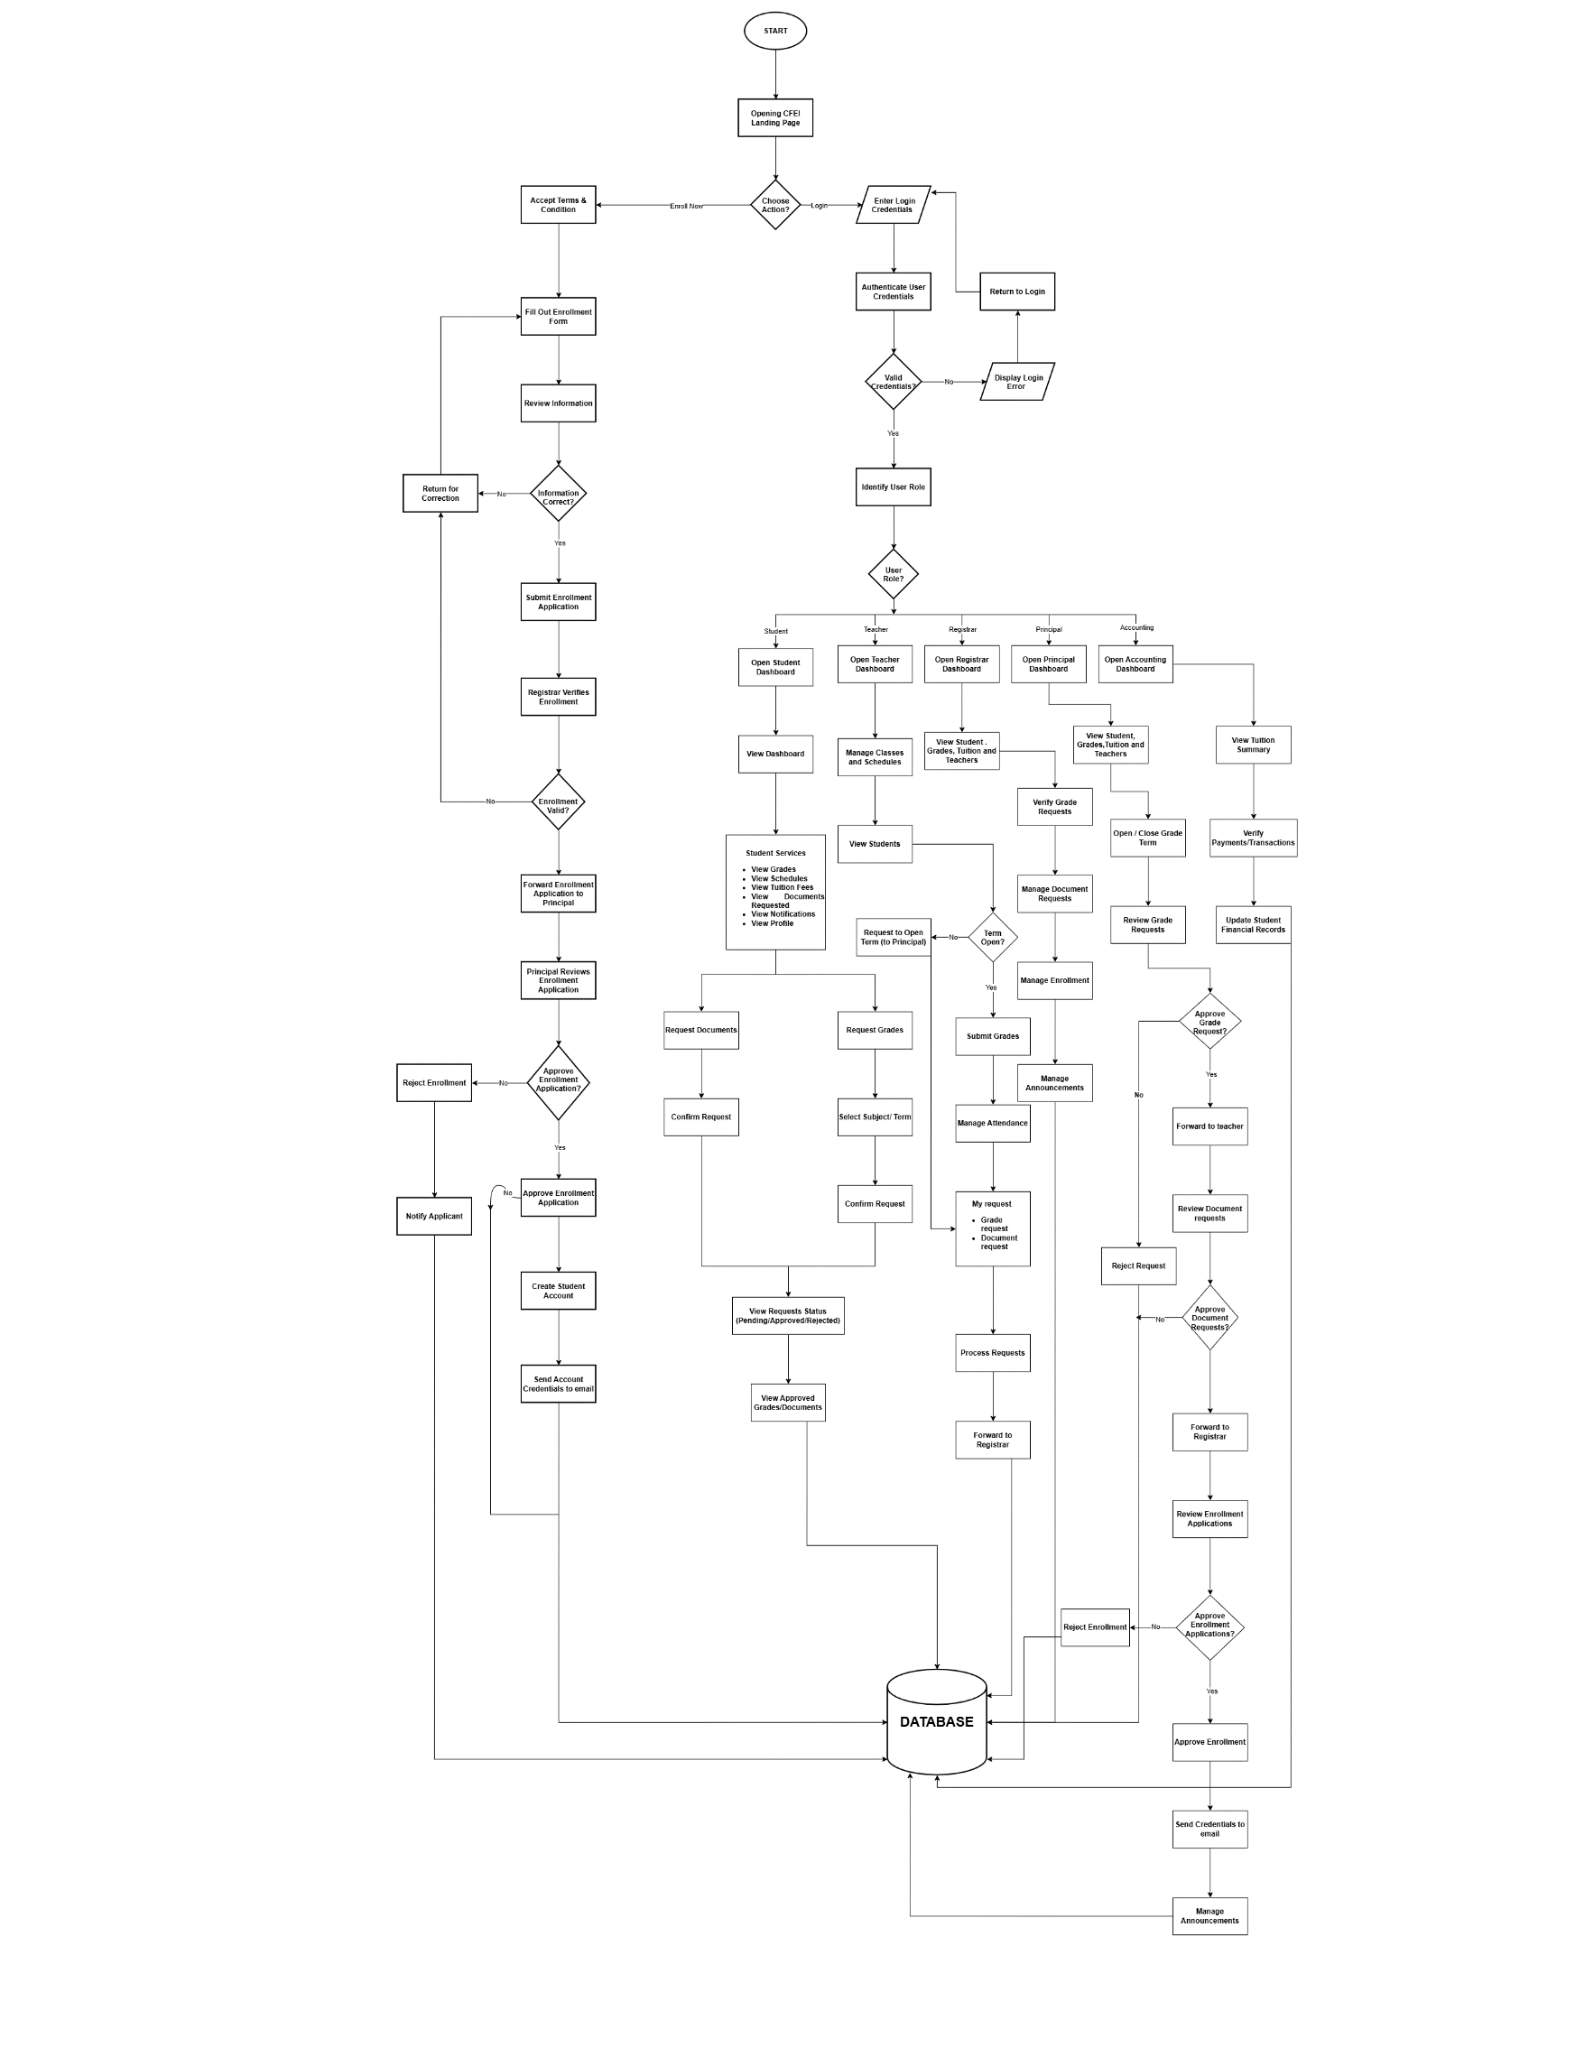 START
Opening CFEI
Landing Page
Choose
Action?
Enroll Now
Login
Accept Terms &
Condition
Enter Login
Credentials
Authenticate User
Credentials
Return to Login
Fill Out Enrollment
Form
Valid
Credentials?
No
Display Login
Error
Review Information
Yes
Identify User Role
Return for
Correction
No
Information
Correct?
Yes
User
Role?
Submit Enrollment
Application
Student
Teacher
Registrar
Principal
Accounting
Open Student
Dashboard
Open Teacher
Dashboard
Open Registrar
Dashboard
Open Principal
Dashboard
Open Accounting
Dashboard
Registrar Verifies
Enrollment
View Dashboard
Manage Classes
and Schedules
View Student .
Grades, Tuition and
Teachers
View Student,
Grades,Tuition and
Teachers
View Tuition
Summary
No
Enrollment
Valid?
Verify Grade
Requests
Open / Close Grade
Term
Verify
Payments/Transactions
View Students
Student Services
• View Grades
• View Schedules
• View Tuition Fees
• View Documents
Requested
• View Notifications
• View Profile
Forward Enrollment
Application to
Principal
Manage Document
Requests
Review Grade
Requests
Update Student
Financial Records
Request to Open
Term (to Principal)
No
Term
Open?
Yes
Principal Reviews
Enrollment
Application
Manage Enrollment
Request Documents
Request Grades
Submit Grades
Approve
Grade
Request?
Yes
No
Reject Enrollment
No
Approve
Enrollment
Application?
Yes
Manage
Announcements
Confirm Request
Select Subject/ Term
Manage Attendance
Forward to teacher
Notify Applicant
No
Approve Enrollment
Application
Confirm Request
My request
• Grade
request
• Document
request
Review Document
requests
Reject Request
Create Student
Account
View Requests Status
(Pending/Approved/Rejected)
No
Approve
Document
Requests?
Process Requests
Send Account
Credentials to email
View Approved
Grades/Documents
Forward to
Registrar
Forward to
Registrar
Review Enrollment
Applications
Reject Enrollment
No
Approve
Enrollment
Applications?
Yes
DATABASE
Approve Enrollment
Send Credentials to
email
Manage
Announcements